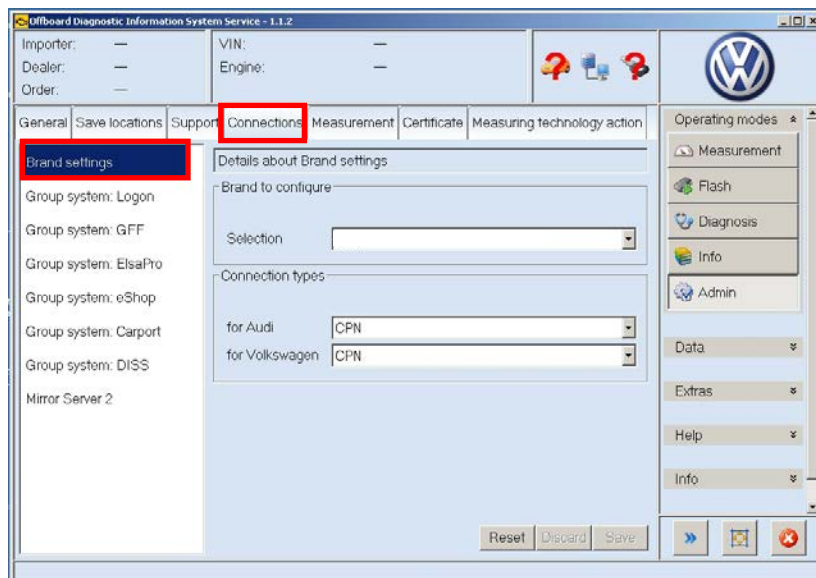 Offboard Diagnostic Information System Service - 1.1.2
Importer: —
Dealer: —
Order: —
VIN: —
Engine: —
General Save locations Support Connections Measurement Certificate Measuring technology action
Brand settings
Group system: Logon
Group system: GFF
Group system: ElsaPro
Group system: eShop
Group system: Carport
Group system: DISS
Mirror Server 2
Details about Brand settings
Brand to configure
Selection
Connection types
for Audi CPN
for Volkswagen CPN
Reset Discard Save
Operating modes
Measurement
Flash
Diagnosis
Info
Admin
Data
Extras
Help
Info